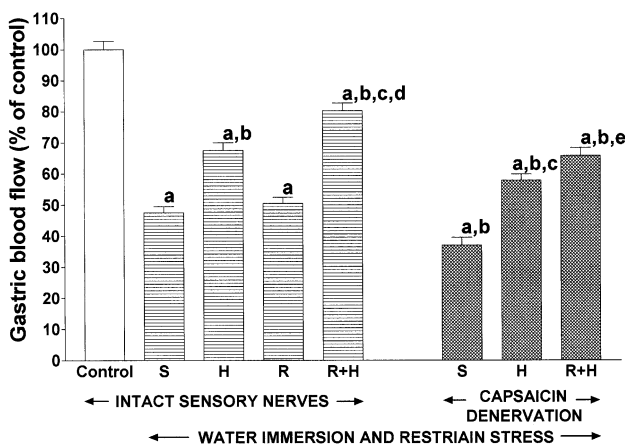 Gastric blood flow (% of control)
110
100
90
80
70
60
50
40
30
20
10
0
a
a,b
a
a,b,c,d
a,b
a,b,c
a,b,e
Control S H R R+H S H R+H
INTACT SENSORY NERVES
CAPSAICIN
DENERVATION
WATER IMMERSION AND RESTRIAIN STRESS